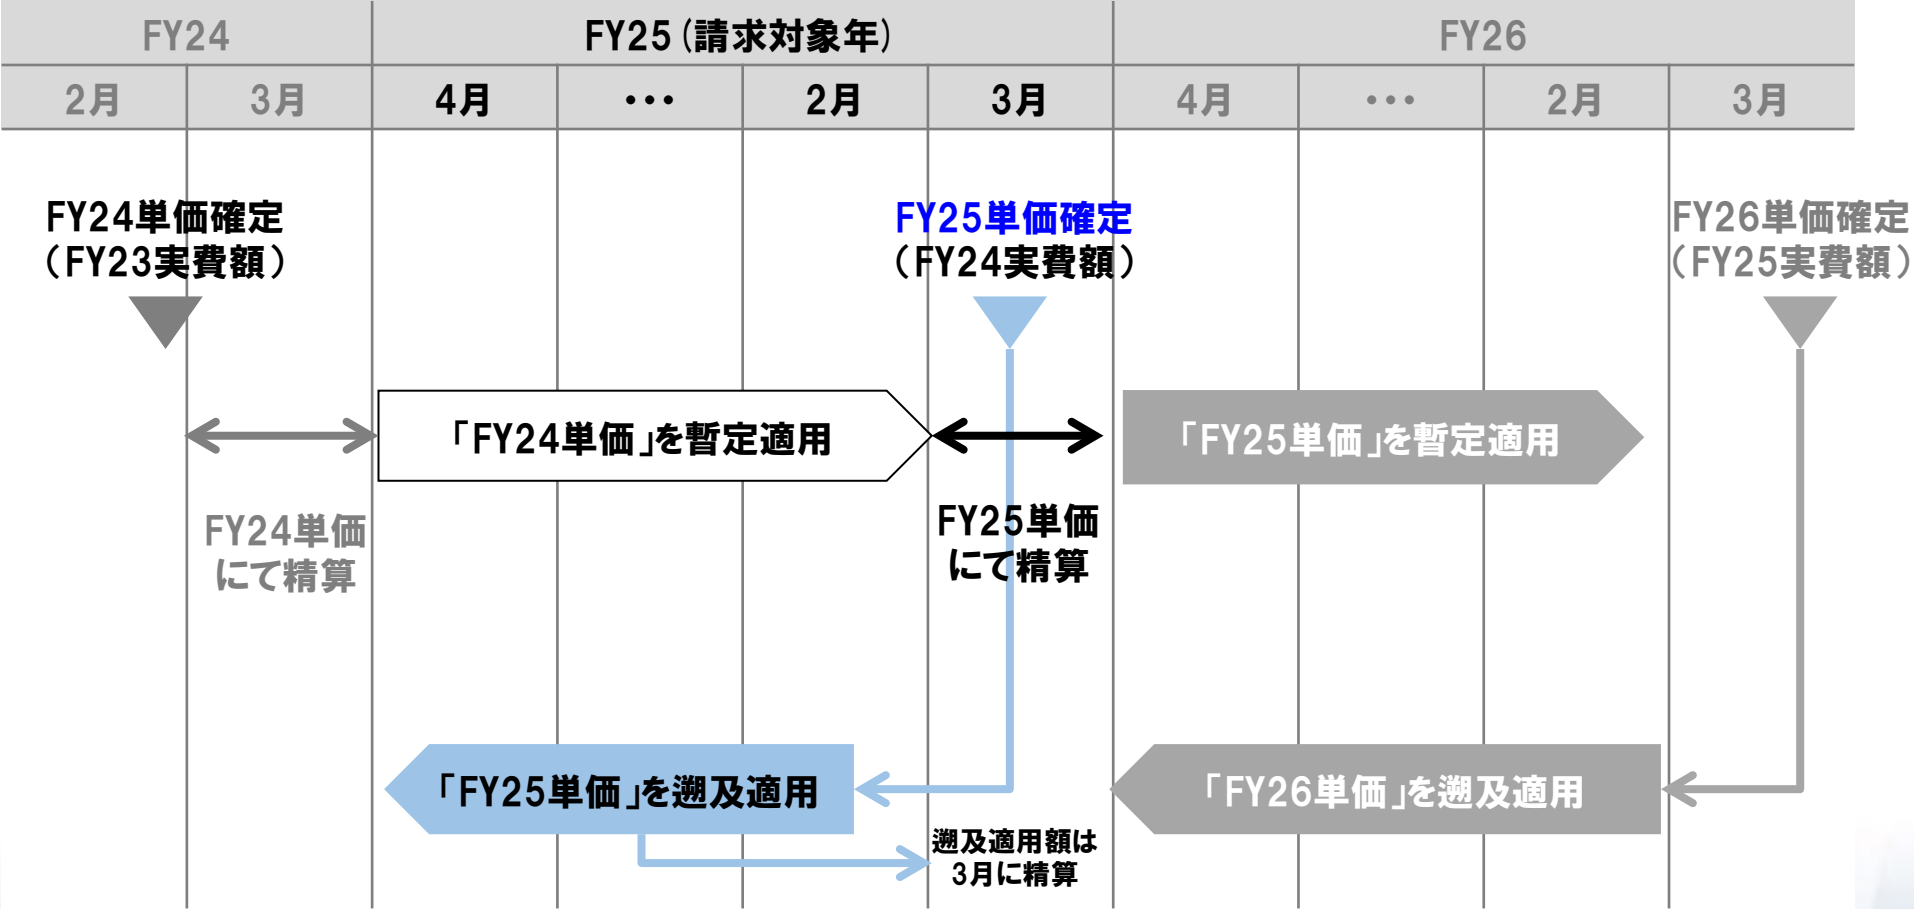 FY24
FY25(請求対象年)
FY26
2月
3月
4月
・・・
2月
3月
4月
・・・
2月
3月
FY24単価確定
(FY23実費額)
FY25単価確定
(FY24実費額)
FY26単価確定
(FY25実費額)
「FY24単価」を暫定適用
「FY25単価」を暫定適用
FY24単価
にて精算
FY25単価
にて精算
「FY25単価」を遡及適用
「FY26単価」を遡及適用
遡及適用額は
3月に精算